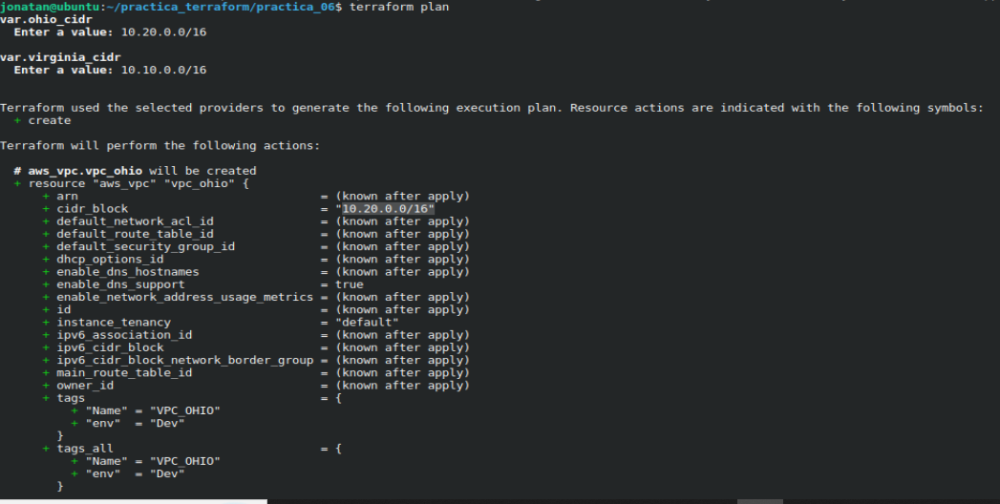 jonatan@ubuntu:~/practica_terraform/practica_06$ terraform plan
var.ohio_cidr
  Enter a value: 10.20.0.0/16

var.virginia_cidr
  Enter a value: 10.10.0.0/16

Terraform used the selected providers to generate the following execution plan. Resource actions are indicated with the following symbols:
  + create

Terraform will perform the following actions:

  # aws_vpc.vpc_ohio will be created
  + resource "aws_vpc" "vpc_ohio" {
      + arn                                  = (known after apply)
      + cidr_block                           = "10.20.0.0/16"
      + default_network_acl_id               = (known after apply)
      + default_route_table_id               = (known after apply)
      + default_security_group_id            = (known after apply)
      + dhcp_options_id                      = (known after apply)
      + enable_dns_hostnames                 = (known after apply)
      + enable_dns_support                   = true
      + enable_network_address_usage_metrics = (known after apply)
      + id                                   = (known after apply)
      + instance_tenancy                     = "default"
      + ipv6_association_id                  = (known after apply)
      + ipv6_cidr_block                      = (known after apply)
      + ipv6_cidr_block_network_border_group = (known after apply)
      + main_route_table_id                  = (known after apply)
      + owner_id                             = (known after apply)
      + tags                                 = {
          + "Name" = "VPC_OHIO"
          + "env"  = "Dev"
        }
      + tags_all                             = {
          + "Name" = "VPC_OHIO"
          + "env"  = "Dev"
        }